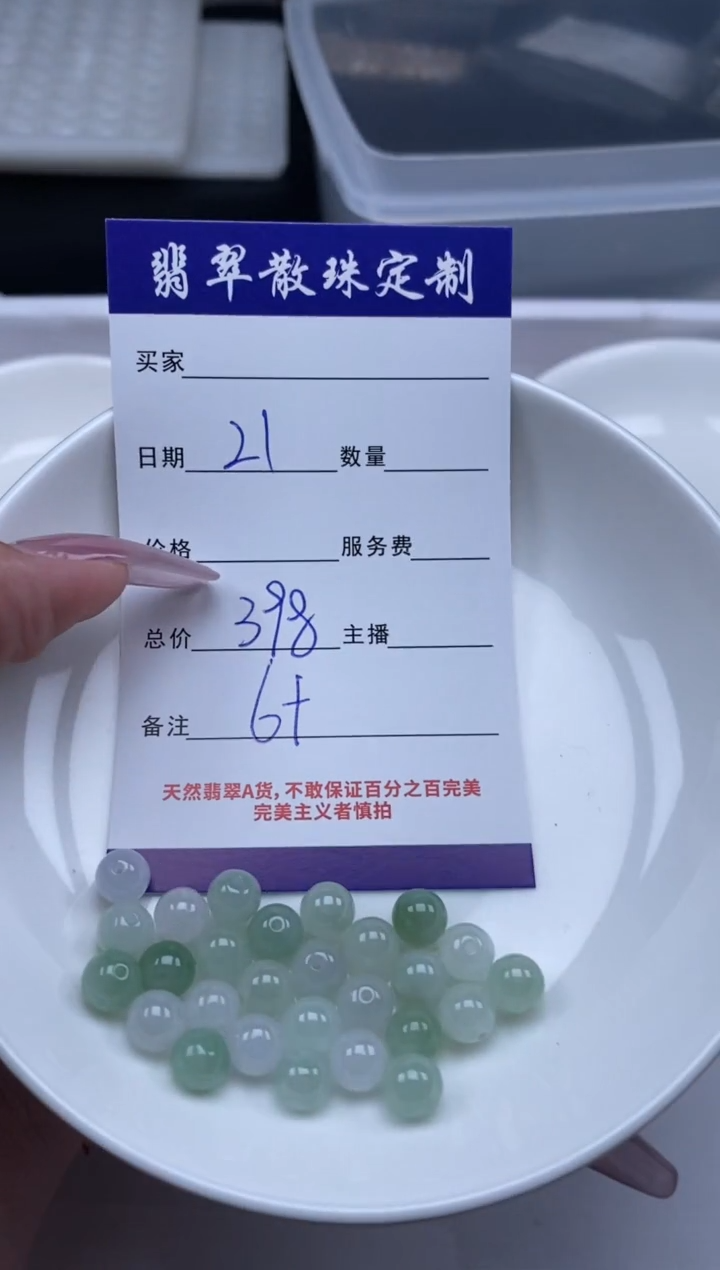 翡翠散珠定制
买家
日期 21 数量
价格 服务费
总价 398 主播
备注 6+
天然翡翠A货，不敢保证百分之百完美
完美主义者慎拍